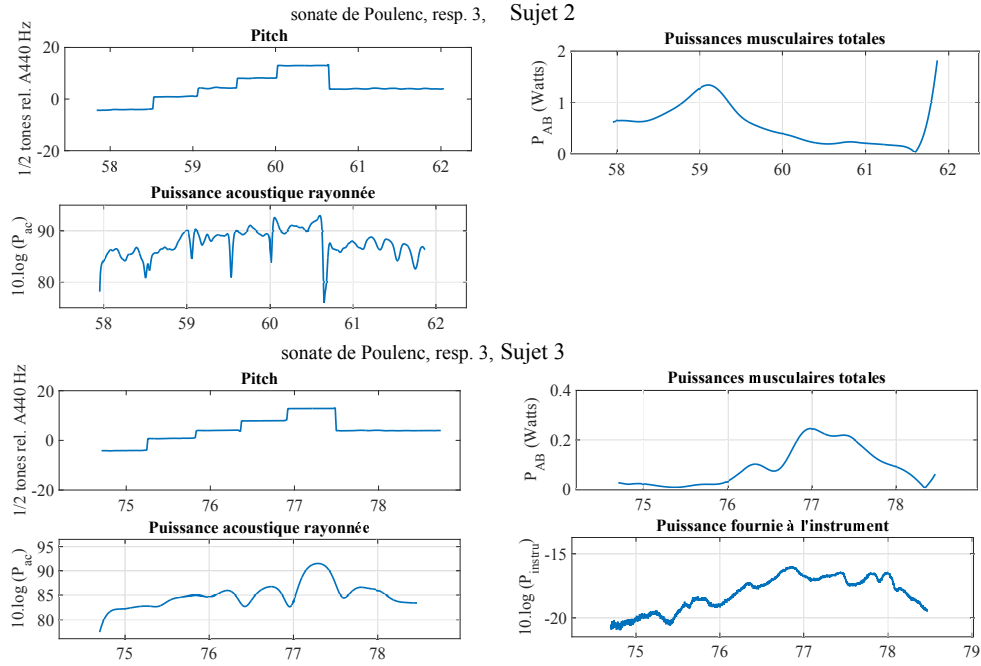 sonate de Poulenc, resp. 3, Sujet 2
Pitch
1/2 tones rel. A440 Hz
20
0
-20
58 59 60 61 62
Puissances musculaires totales
P_AB (Watts)
2
1
0
58 59 60 61 62
Puissance acoustique rayonnée
10.log (P_ac)
90
80
58 59 60 61 62
sonate de Poulenc, resp. 3, Sujet 3
Pitch
1/2 tones rel. A440 Hz
20
0
-20
75 76 77 78
Puissances musculaires totales
P_AB (Watts)
0.4
0.2
0
75 76 77 78
Puissance acoustique rayonnée
10.log (P_ac)
95
90
85
80
75 76 77 78
Puissance fournie à l'instrument
10.log (P_instru)
-15
-20
75 76 77 78 79